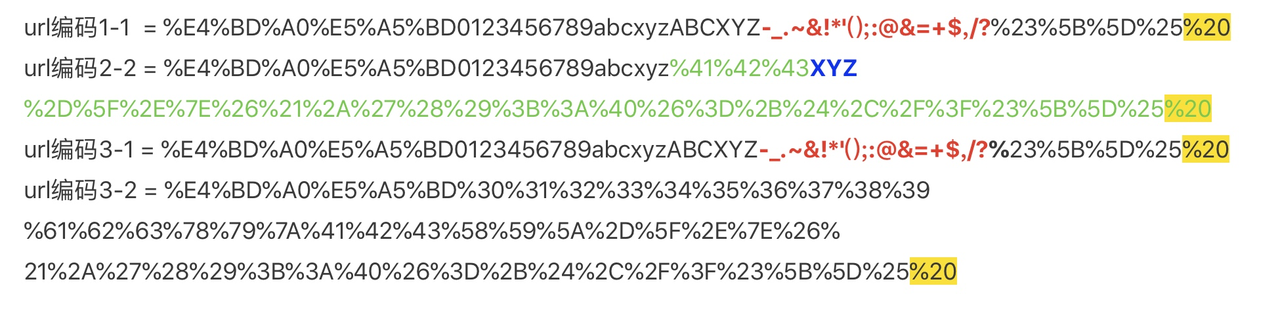 url编码1-1  = %E4%BD%A0%E5%A5%BD0123456789abcxyzABCXYZ-_.~&!*'();:@&=+$,/?%23%5B%5D%25%20
url编码2-2 = %E4%BD%A0%E5%A5%BD0123456789abcxyz%41%42%43XYZ
%2D%5F%2E%7E%26%21%2A%27%28%29%3B%3A%40%26%3D%2B%24%2C%2F%3F%23%5B%5D%25%20
url编码3-1 = %E4%BD%A0%E5%A5%BD0123456789abcxyzABCXYZ-_.~&!*'();:@&=+$,/?%23%5B%5D%25%20
url编码3-2 = %E4%BD%A0%E5%A5%BD%30%31%32%33%34%35%36%37%38%39
%61%62%63%78%79%7A%41%42%43%58%59%5A%2D%5F%2E%7E%26%
21%2A%27%28%29%3B%3A%40%26%3D%2B%24%2C%2F%3F%23%5B%5D%25%20